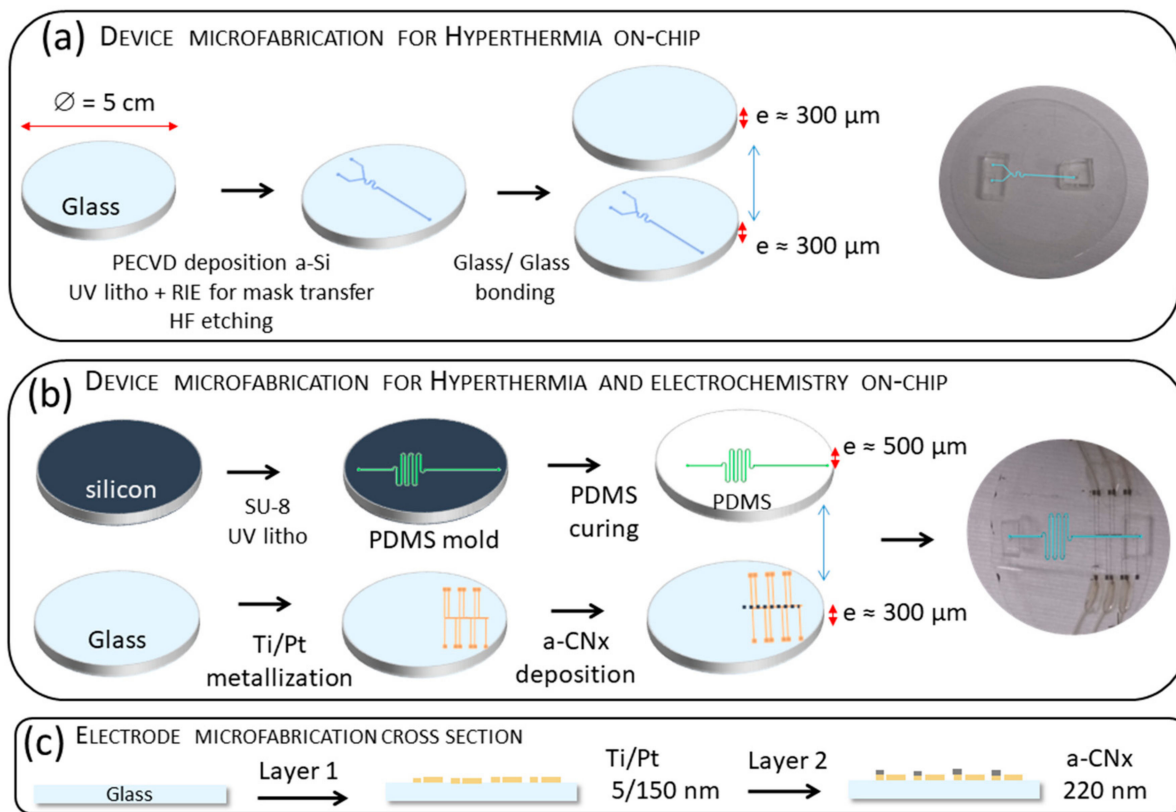 (a) DEVICE MICROFABRICATION FOR HYPERTHERMIA ON-CHIP
∅ = 5 cm
Glass
PECVD deposition a-Si
UV litho + RIE for mask transfer
HF etching
Glass/ Glass
bonding
e ≈ 300 µm
e ≈ 300 µm
(b) DEVICE MICROFABRICATION FOR HYPERTHERMIA AND ELECTROCHEMISTRY ON-CHIP
silicon
SU-8
UV litho
PDMS mold
PDMS
curing
PDMS
e ≈ 500 µm
Glass
Ti/Pt
metallization
a-CNx
deposition
e ≈ 300 µm
(c) ELECTRODE MICROFABRICATION CROSS SECTION
Glass
Layer 1
Ti/Pt
5/150 nm
Layer 2
a-CNx
220 nm